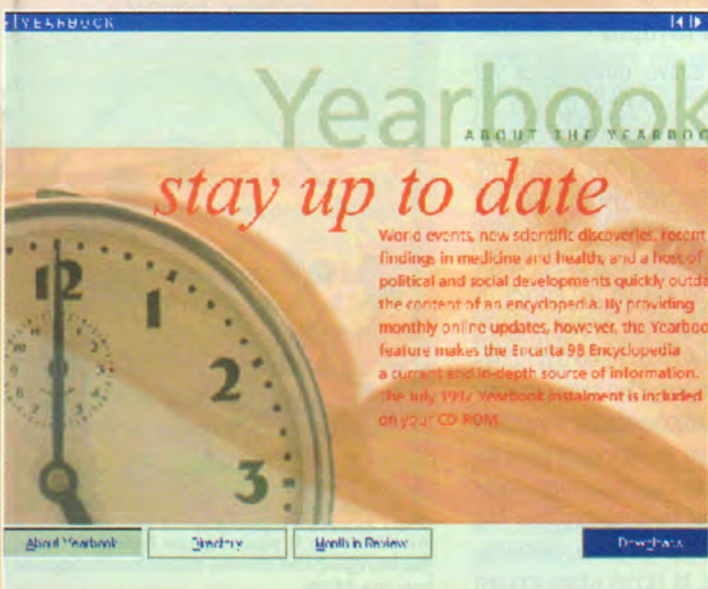 YEARBOOK
Yearbook
ABOUT THE YEARBOO
stay up to date
World events, new scientific discoveries, recent
findings in medicine and health, and a host of
political and social developments quickly outda
the content of an encyclopedia. By providing
monthly online updates, however, the Yearboo
feature makes the Encarta 98 Encyclopedia
a current and in-depth source of information.
The July 1997 Yearbook instalment is included
on your CD-ROM.
12
1
2
3
About Yearbook
Directory
Month in Review
Downloads